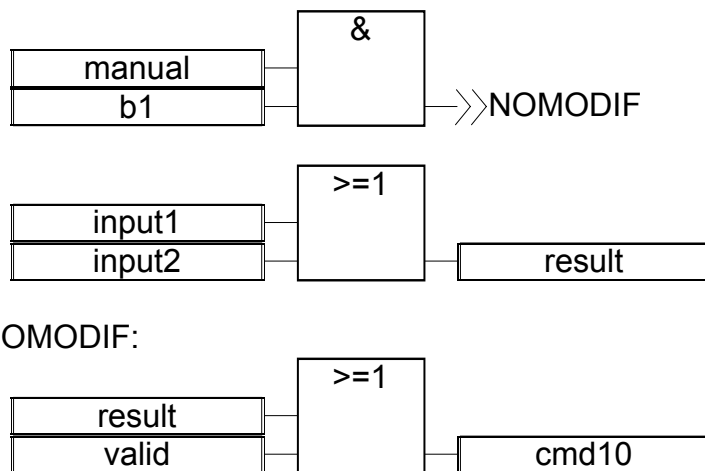 &
manual
b1
NOMODIF
>=1
input1
input2
result
OMODIF:
>=1
result
valid
cmd10